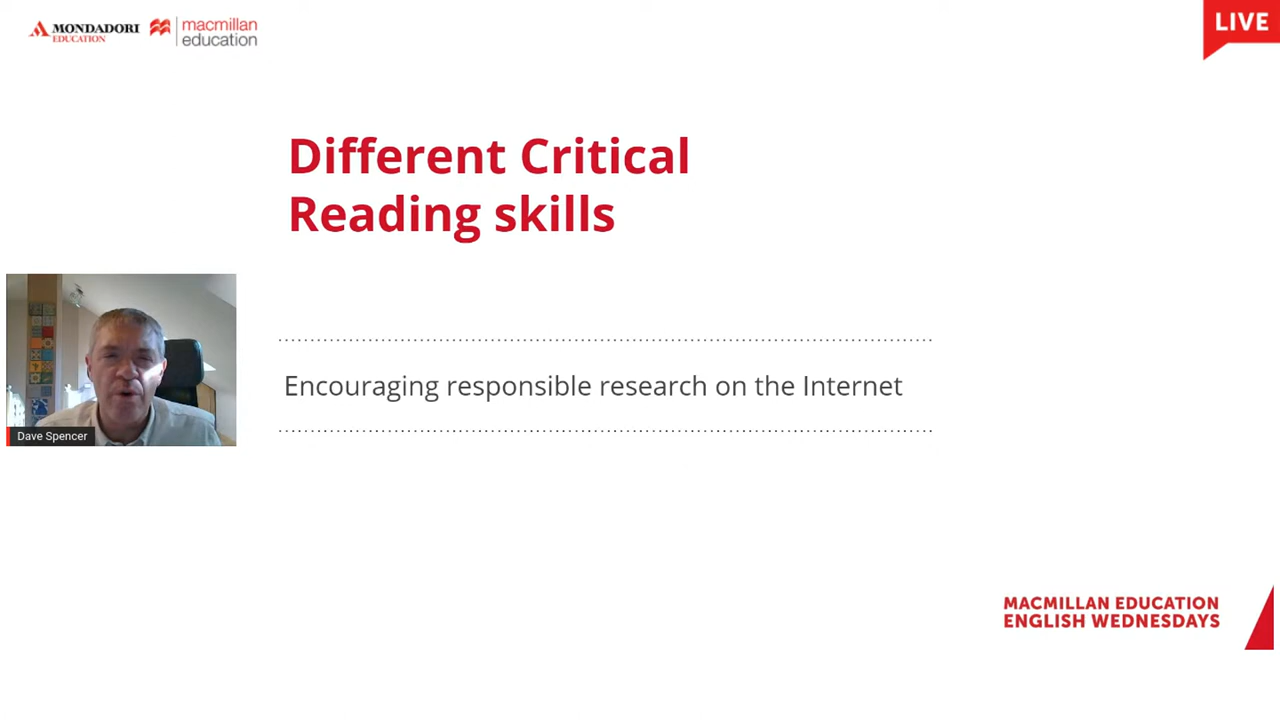 MONDADORI
EDUCATION
macmillan
education
LIVE
Different Critical
Reading skills
Dave Spencer
Encouraging responsible research on the Internet
MACMILLAN EDUCATION
ENGLISH WEDNESDAYS